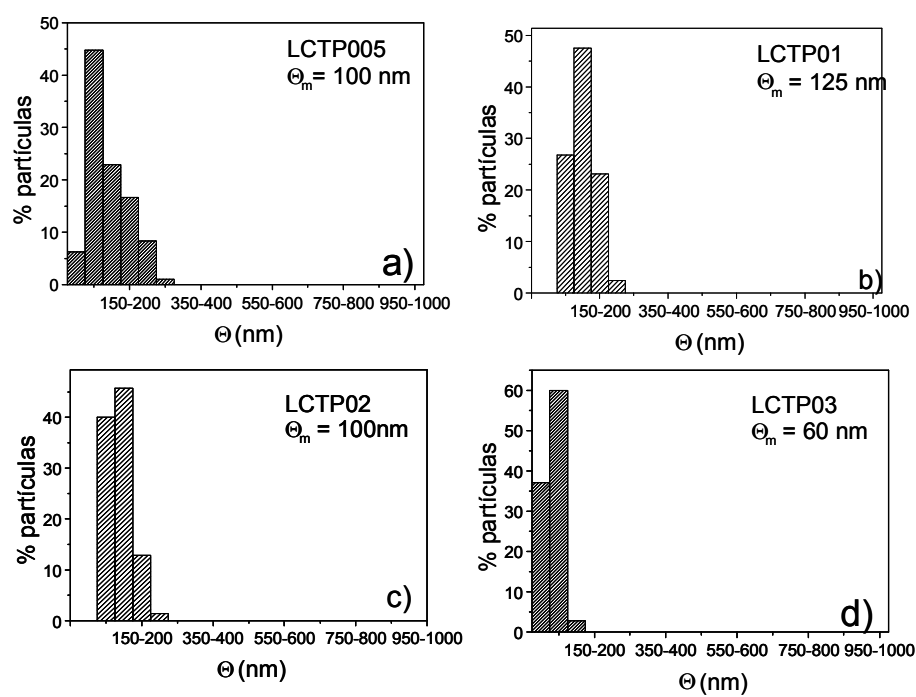 50
40
30
20
10
0
% partículas
LCTP005
Θm= 100 nm
a)
150-200 350-400 550-600 750-800 950-1000
Θ (nm)
50
40
30
20
10
0
% partículas
LCTP01
Θm = 125 nm
b)
150-200 350-400 550-600 750-800 950-1000
Θ (nm)
40
30
20
10
0
% partículas
LCTP02
Θm = 100nm
c)
150-200 350-400 550-600 750-800 950-1000
Θ (nm)
60
50
40
30
20
10
0
% partículas
LCTP03
Θm = 60 nm
d)
150-200 350-400 550-600 750-800 950-1000
Θ (nm)